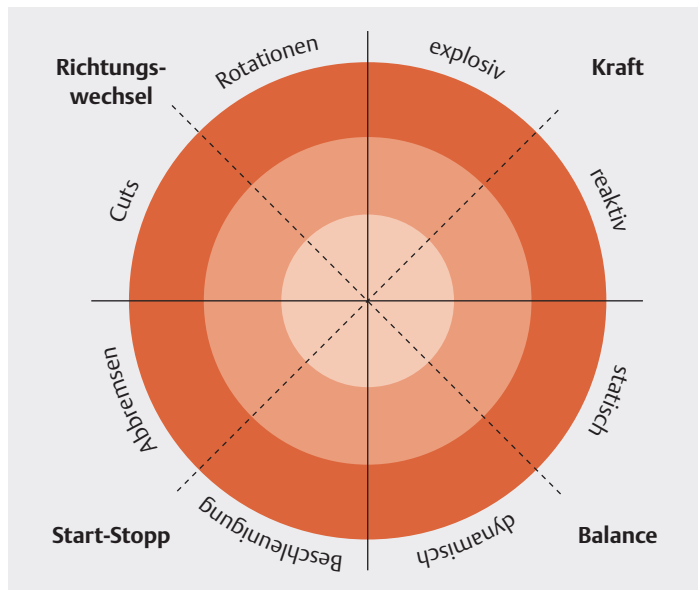 Richtungs-
wechsel
Rotationen
explosiv
Kraft
Cuts
reaktiv
Abbremsen
statisch
Start-Stopp
Beschleunigung
dynamisch
Balance